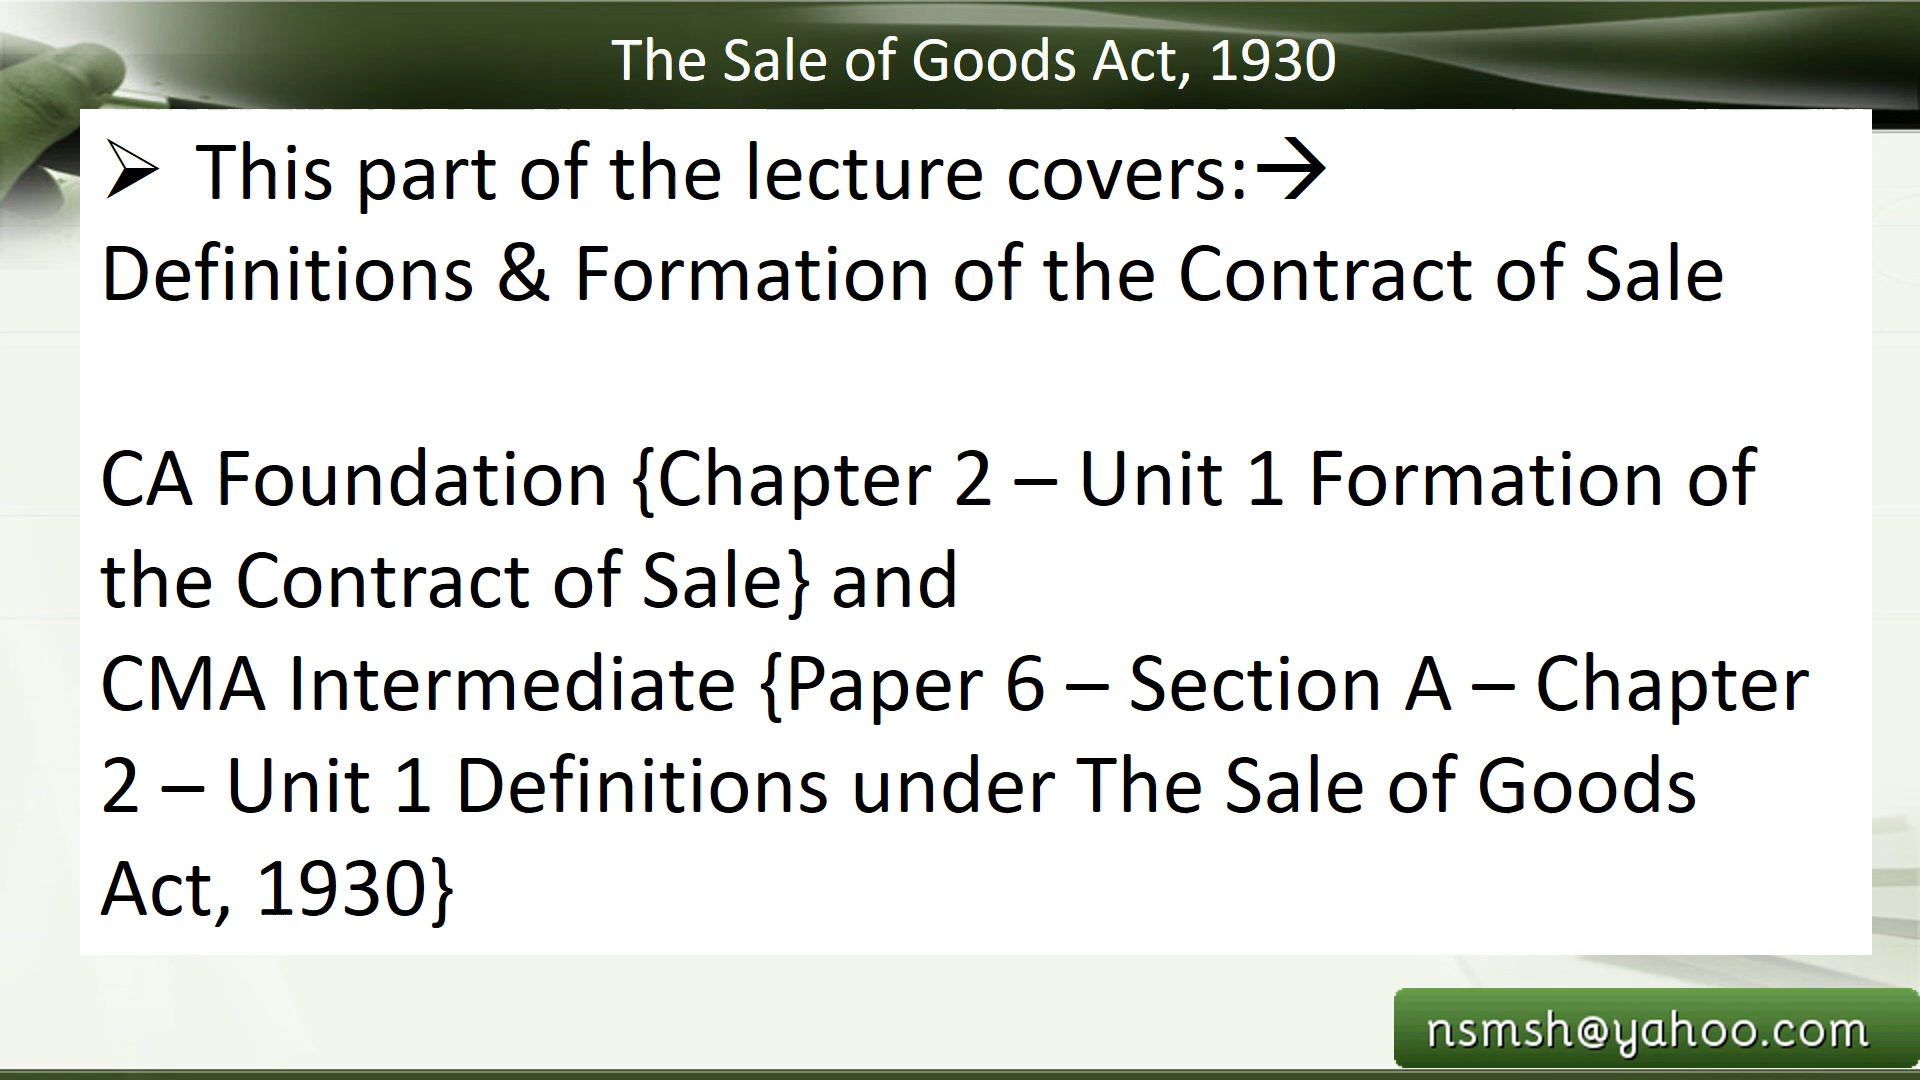 The Sale of Goods Act, 1930
➢ This part of the lecture covers:→
Definitions & Formation of the Contract of Sale
CA Foundation {Chapter 2 – Unit 1 Formation of
the Contract of Sale} and
CMA Intermediate {Paper 6 – Section A – Chapter
2 – Unit 1 Definitions under The Sale of Goods
Act, 1930}
nsmsh@yahoo.com